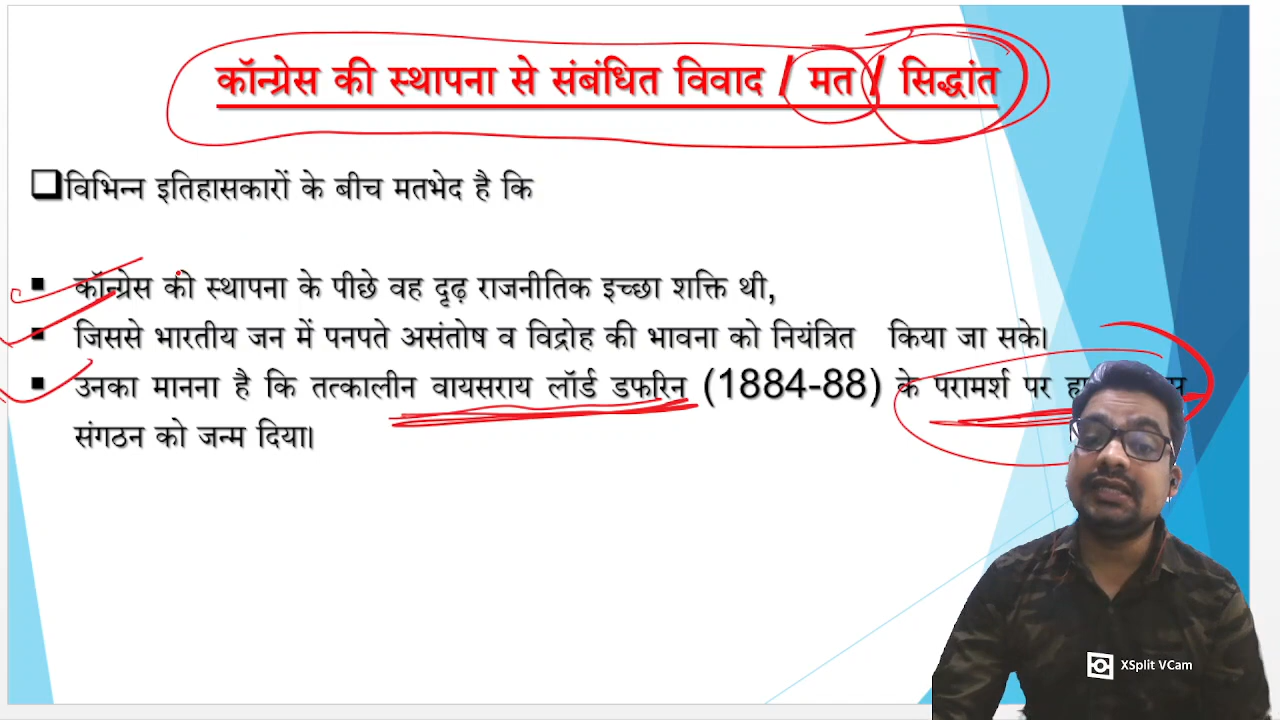 कॉन्ग्रेस की स्थापना से संबंधित विवाद / मत / सिद्धांत
विभिन्न इतिहासकारों के बीच मतभेद है कि
कॉन्ग्रेस की स्थापना के पीछे वह दृढ़ राजनीतिक इच्छा शक्ति थी,
जिससे भारतीय जन में पनपते असंतोष व विद्रोह की भावना को नियंत्रित किया जा सके।
उनका मानना है कि तत्कालीन वायसराय लॉर्ड डफरिन (1884-88) के परामर्श पर
संगठन को जन्म दिया।
XSplit VCam